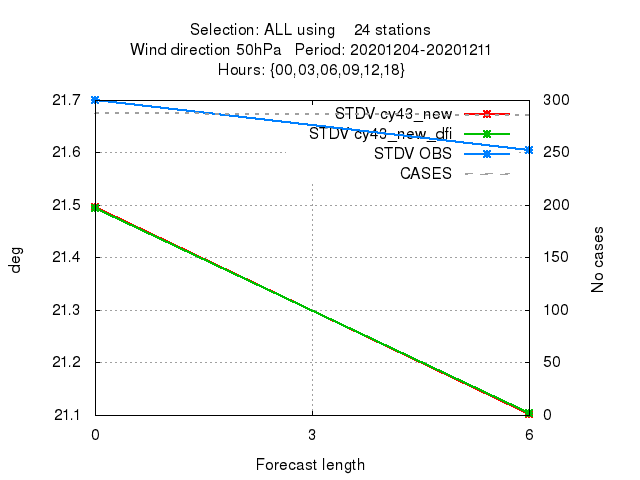 Selection: ALL using    24 stations
Wind direction 50hPa   Period: 20201204-20201211
Hours: {00,03,06,09,12,18}
21.7
21.6
21.5
21.4
21.3
21.2
21.1
deg
STDV cy43_new
STDV cy43_new_dfi
STDV OBS
CASES
300
250
200
150
100
50
0
No cases
0 3 6
Forecast length